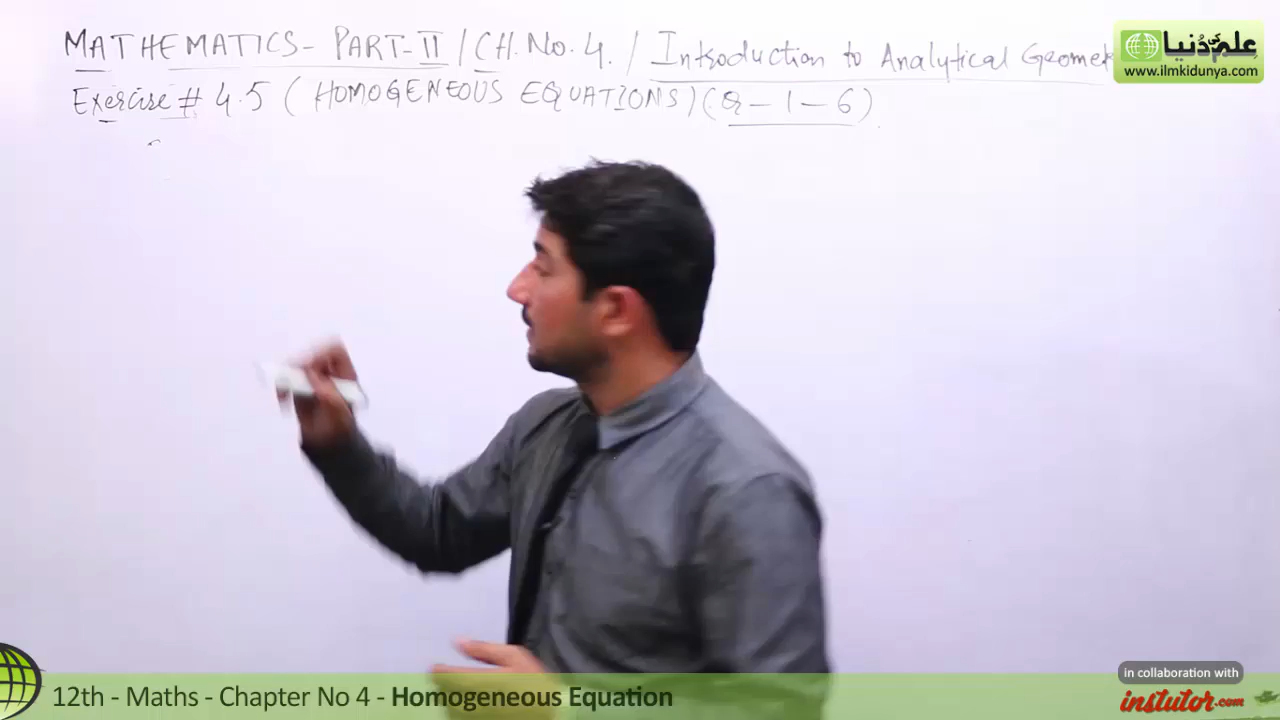 MATHEMATICS - PART-II / CH No. 4. / Introduction to Analytical Geomet
Exercise # 4.5 (HOMOGENEOUS EQUATIONS) (Q-1-6)
علم کی دُنیا
www.ilmkidunya.com
in collaboration with
instutor.com
12th - Maths - Chapter No 4 - Homogeneous Equation